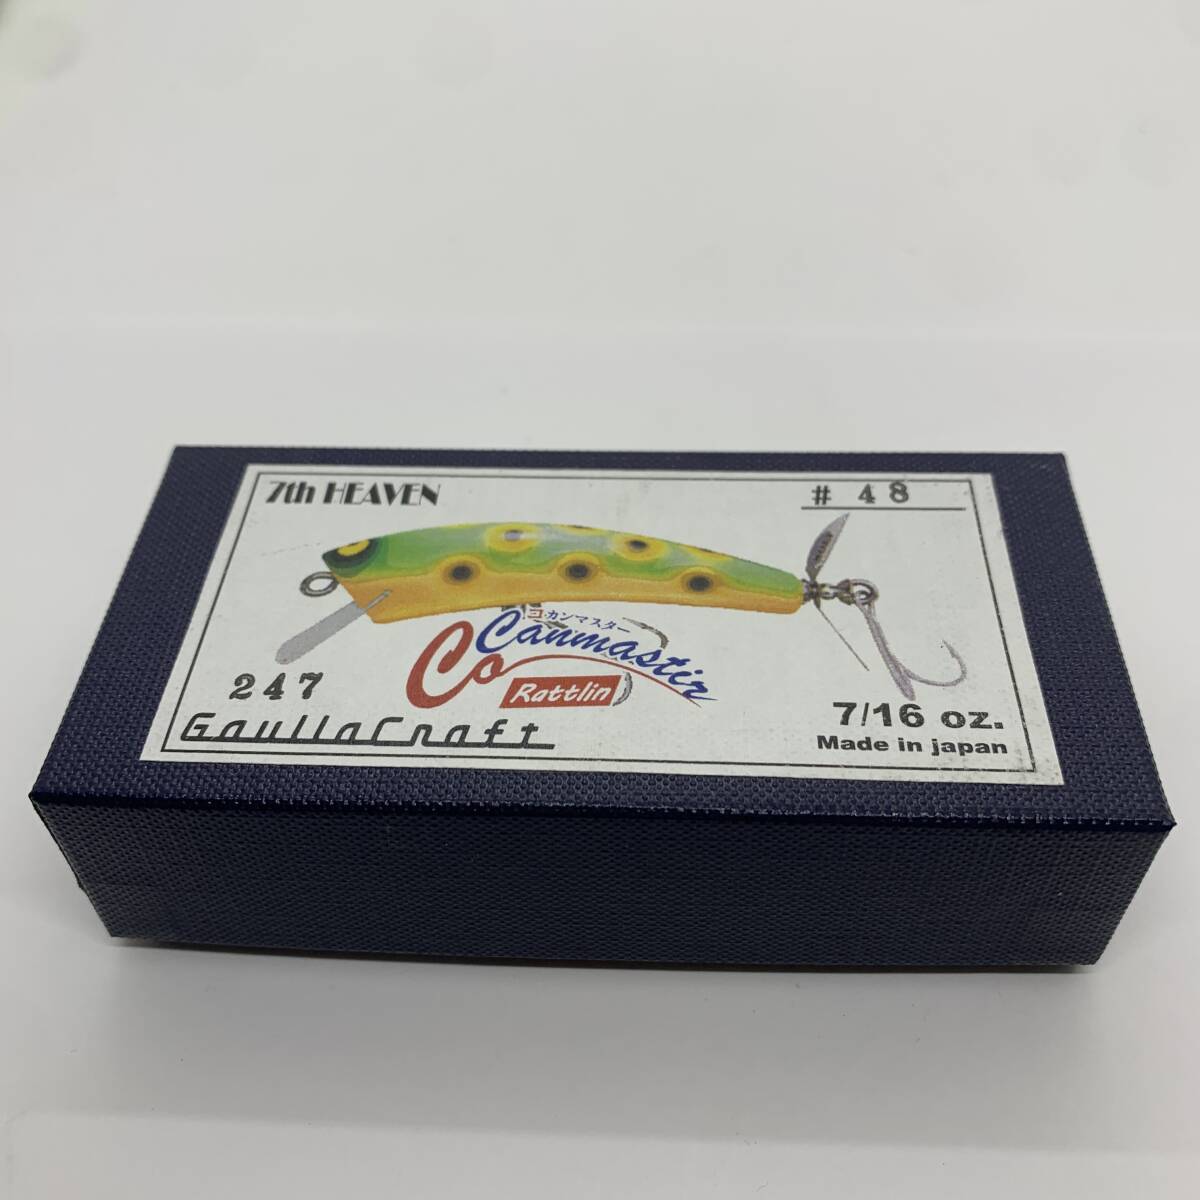 7th HEAVEN
# 48
コカンマスター
Co Canmastir
Rattlin
247
GaullaCraft
7/16 oz.
Made in japan